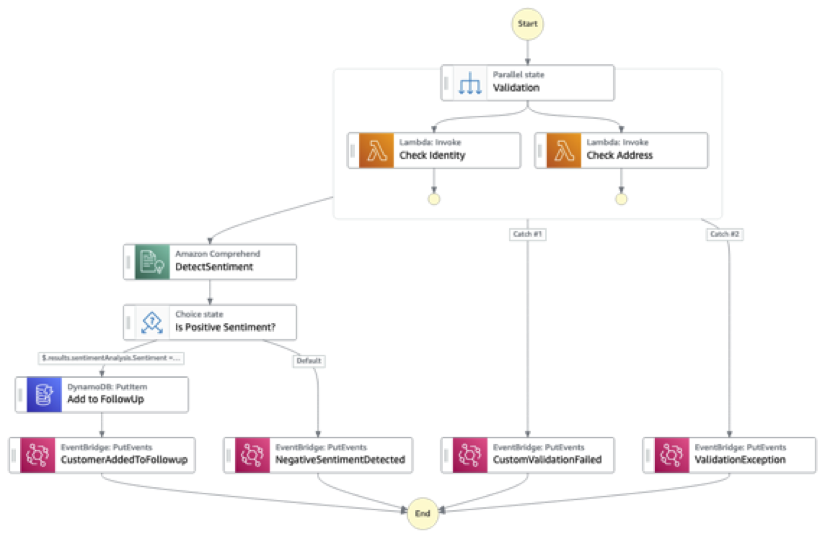 Start
Parallel state
Validation
Lambda: Invoke
Check Identity
Lambda: Invoke
Check Address
Catch #1
Catch #2
Amazon Comprehend
DetectSentiment
Choice state
Is Positive Sentiment?
$.results.sentimentAnalysis.Sentiment =...
Default
DynamoDB: PutItem
Add to FollowUp
EventBridge: PutEvents
CustomerAddedToFollowup
EventBridge: PutEvents
NegativeSentimentDetected
EventBridge: PutEvents
CustomValidationFailed
EventBridge: PutEvents
ValidationException
End